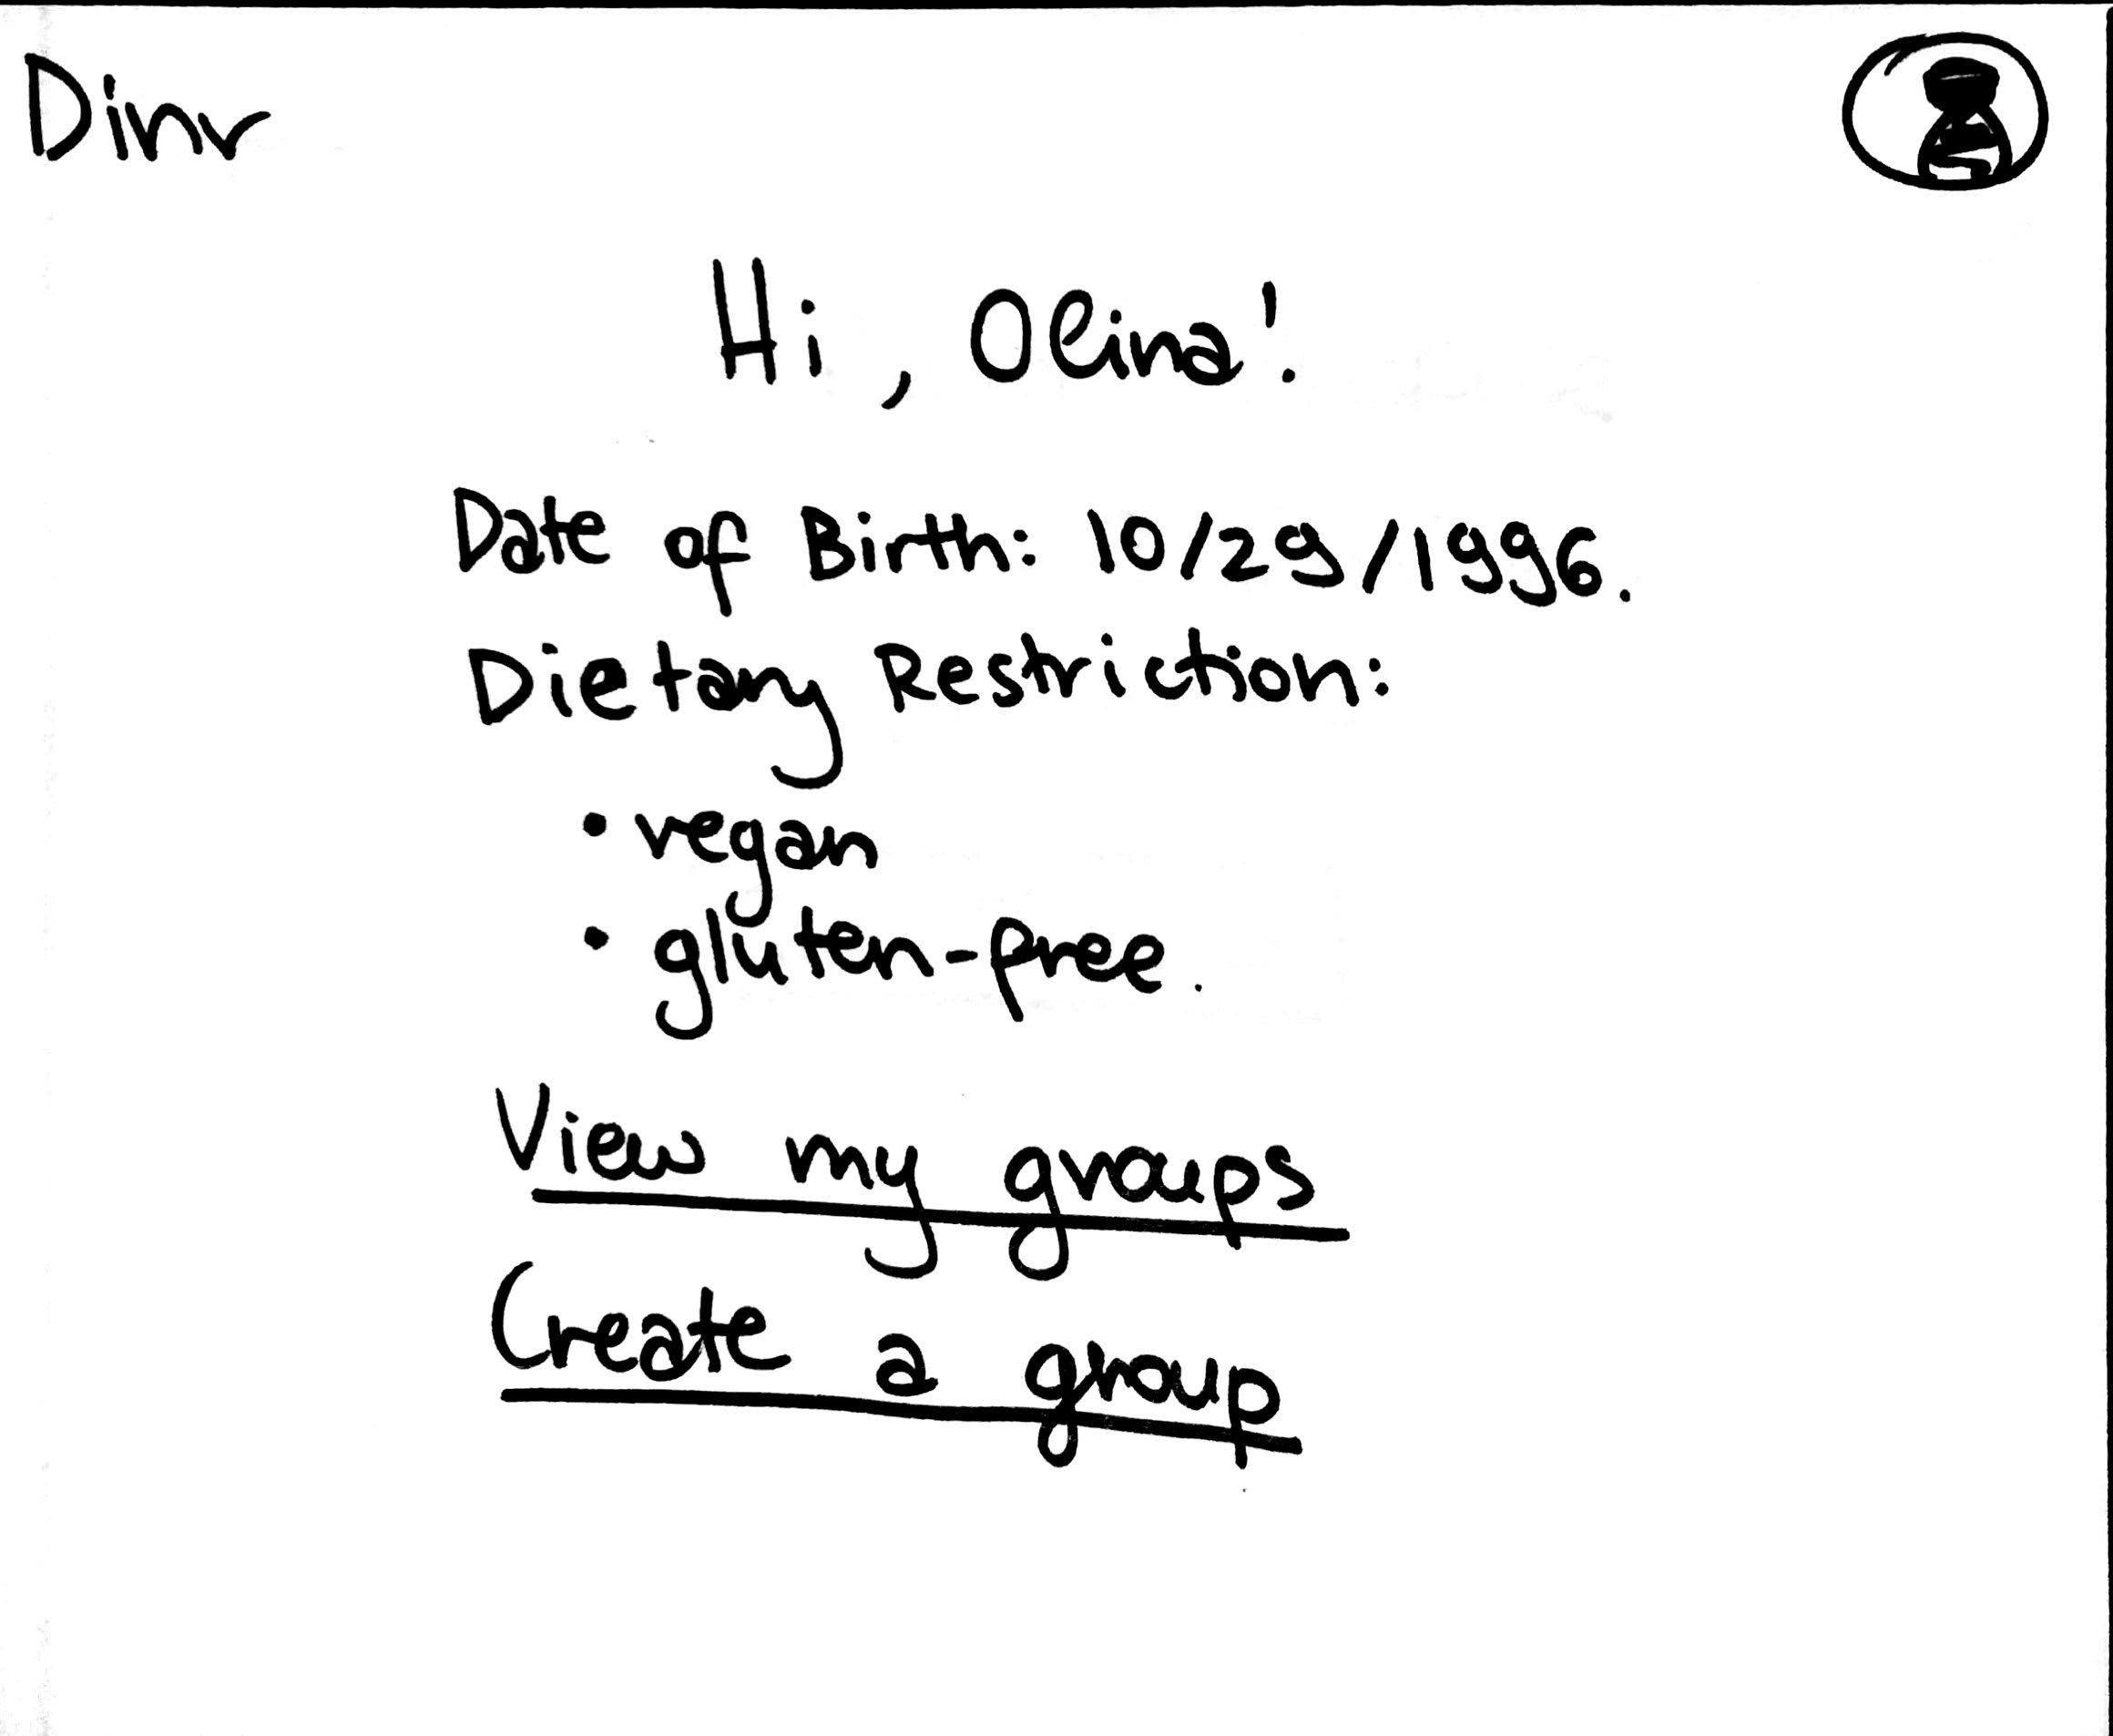 Dinr
Hi, Olina!
Date of Birth: 10/29/1996.
Dietary Restriction:
• vegan
• gluten-free.
View my groups
Create a group